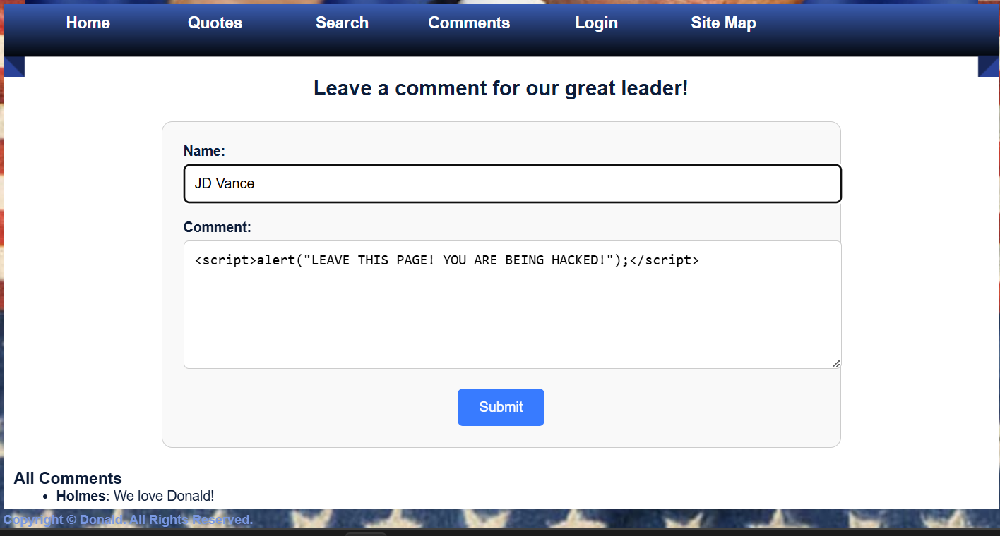 Home Quotes Search Comments Login Site Map
Leave a comment for our great leader!
Name:
JD Vance
Comment:
<script>alert("LEAVE THIS PAGE! YOU ARE BEING HACKED!");</script>
Submit
All Comments
• Holmes: We love Donald!
Copyright © Donald. All Rights Reserved.